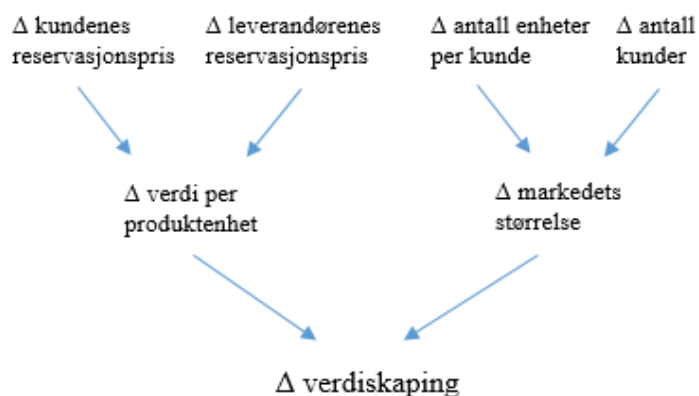 Δ kundenes
reservasjonspris
Δ leverandørenes
reservasjonspris
Δ antall enheter
per kunde
Δ antall
kunder
Δ verdi per
produktenhet
Δ markedets
størrelse
Δ verdiskaping